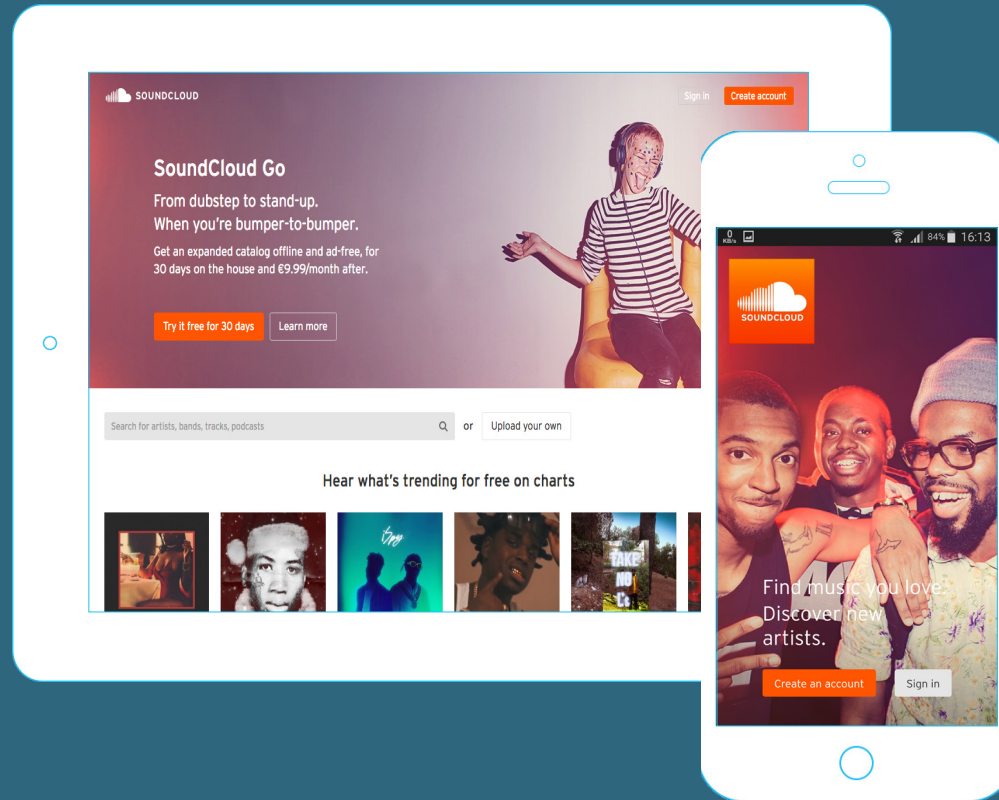 SOUNDCLOUD
Sign in
Create account
SoundCloud Go
From dubstep to stand-up.
When you're bumper-to-bumper.
Get an expanded catalog offline and ad-free, for
30 days on the house and €9.99/month after.
Try it free for 30 days
Learn more
Search for artists, bands, tracks, podcasts
or
Upload your own
Hear what's trending for free on charts
TAKE
NO
L's
0
KB/s
84%
16:13
SOUNDCLOUD
Find music you love.
Discover new
artists.
Create an account
Sign in